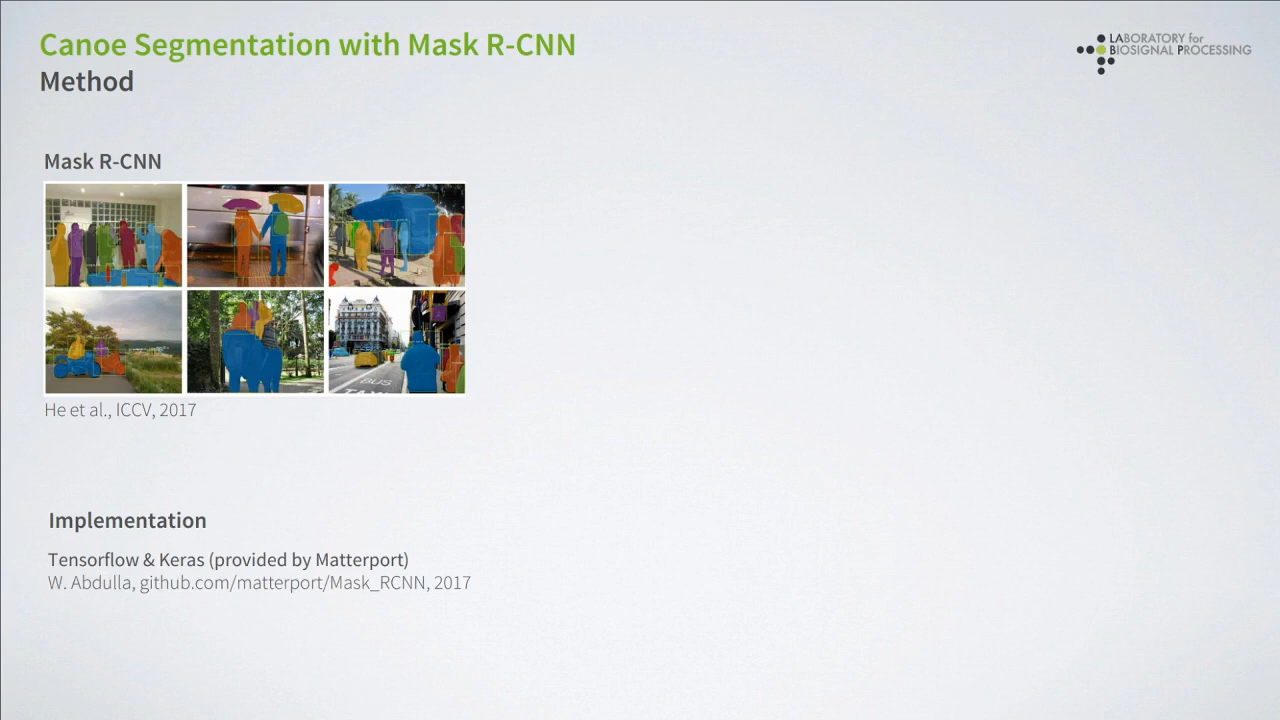 Canoe Segmentation with Mask R-CNN
Method
LABORATORY for
BIOSIGNAL PROCESSING
Mask R-CNN
BUS
He et al., ICCV, 2017
Implementation
Tensorflow & Keras (provided by Matterport)
W. Abdulla, github.com/matterport/Mask_RCNN, 2017